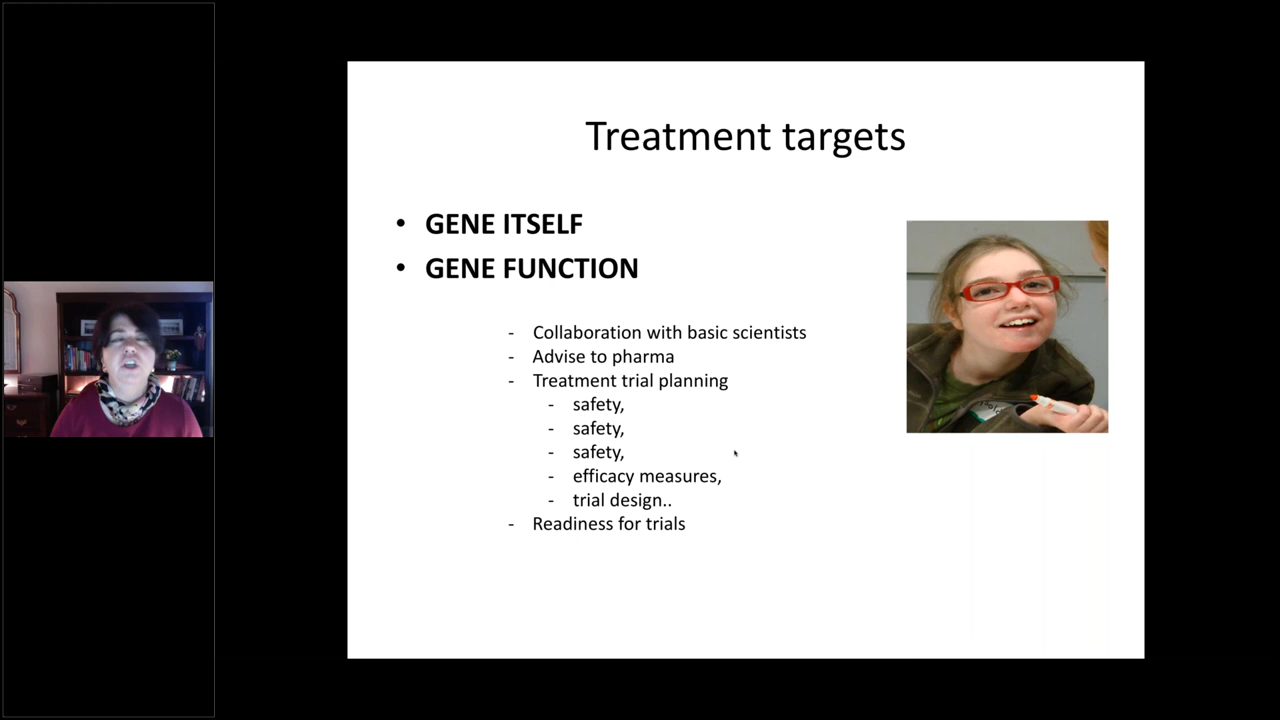 Treatment targets
• GENE ITSELF
• GENE FUNCTION
- Collaboration with basic scientists
- Advise to pharma
- Treatment trial planning
- safety,
- safety,
- safety,
- efficacy measures,
- trial design..
- Readiness for trials